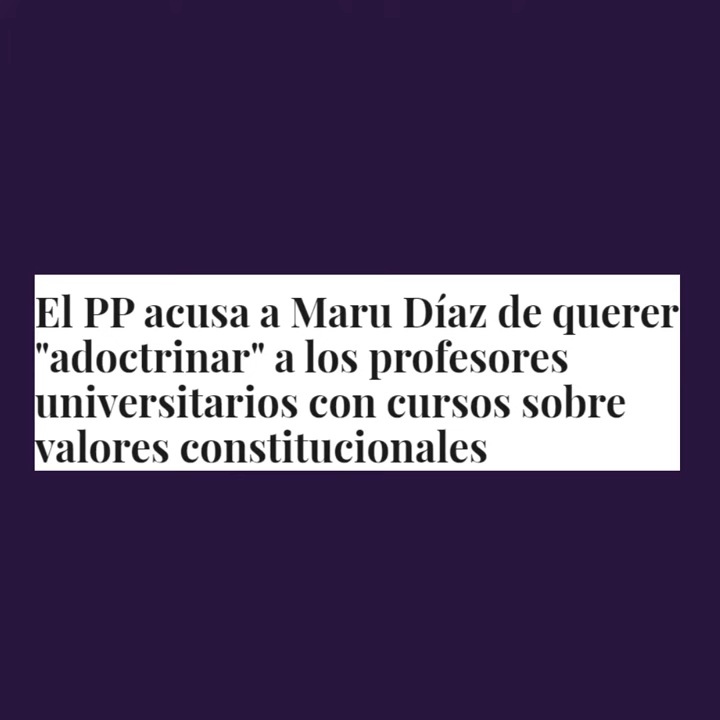 El PP acusa a Maru Díaz de querer
"adoctrinar" a los profesores
universitarios con cursos sobre
valores constitucionales